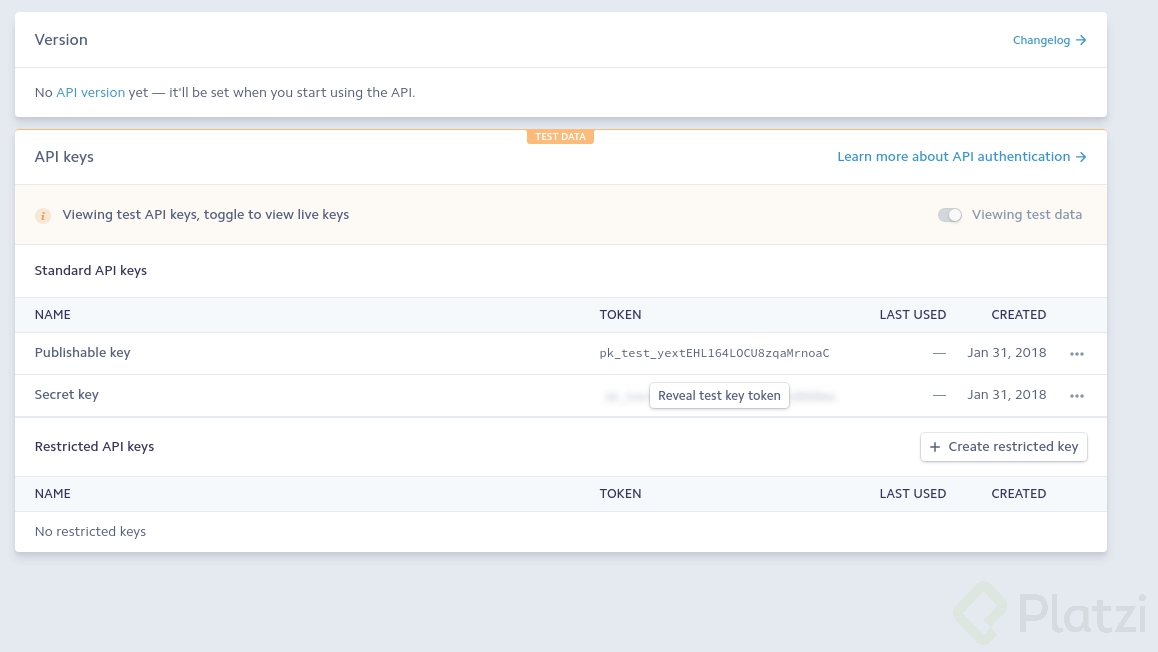 Version
Changelog →
No API version yet — it'll be set when you start using the API.
TEST DATA
API keys
Learn more about API authentication →
i Viewing test API keys, toggle to view live keys
Viewing test data
Standard API keys
NAME TOKEN LAST USED CREATED
Publishable key pk_test_yextEHL164LOCU8zqaMrnoaC — Jan 31, 2018 •••
Secret key Reveal test key token — Jan 31, 2018 •••
Restricted API keys
+ Create restricted key
NAME TOKEN LAST USED CREATED
No restricted keys
Platzi